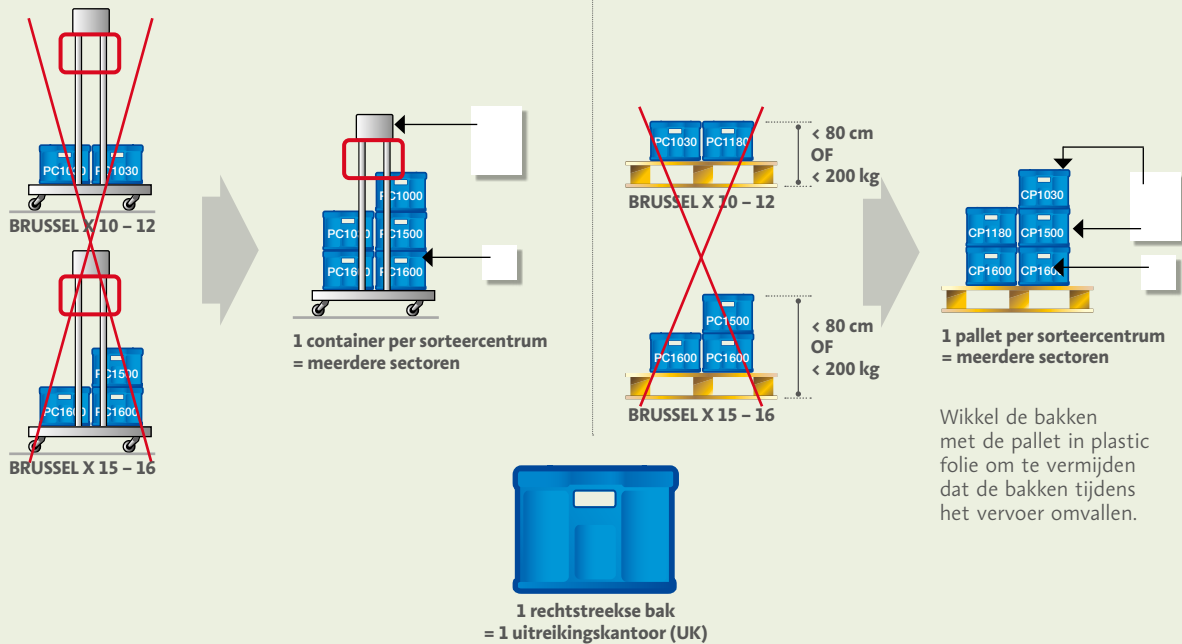 PC1030 PC1030
BRUSSEL X 10 – 12
PC1500
PC1600 PC1600
BRUSSEL X 15 – 16
PC1000
PC1030 PC1500
PC1600 PC1600
1 container per sorteercentrum
= meerdere sectoren
PC1030 PC1180
< 80 cm
OF
< 200 kg
BRUSSEL X 10 – 12
PC1500
PC1600 PC1600
< 80 cm
OF
< 200 kg
BRUSSEL X 15 – 16
CP1030
CP1180 CP1500
CP1600 CP1600
1 pallet per sorteercentrum
= meerdere sectoren
Wikkel de bakken
met de pallet in plastic
folie om te vermijden
dat de bakken tijdens
het vervoer omvallen.
1 rechtstreekse bak
= 1 uitreikingskantoor (UK)